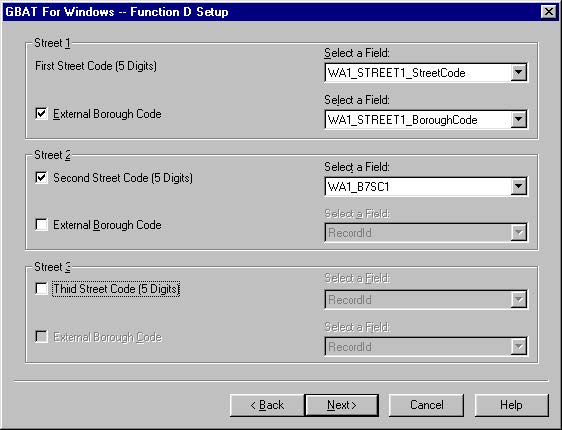 GBAT For Windows -- Function D Setup
Street 1
Select a Field:
First Street Code (5 Digits)
WA1_STREET1_StreetCode
Select a Field:
External Borough Code
WA1_STREET1_BoroughCode
Street 2
Select a Field:
Second Street Code (5 Digits)
WA1_B7SC1
Select a Field:
External Borough Code
RecordId
Street 3
Select a Field:
Third Street Code (5 Digits)
RecordId
Select a Field:
External Borough Code
RecordId
< Back
Next >
Cancel
Help